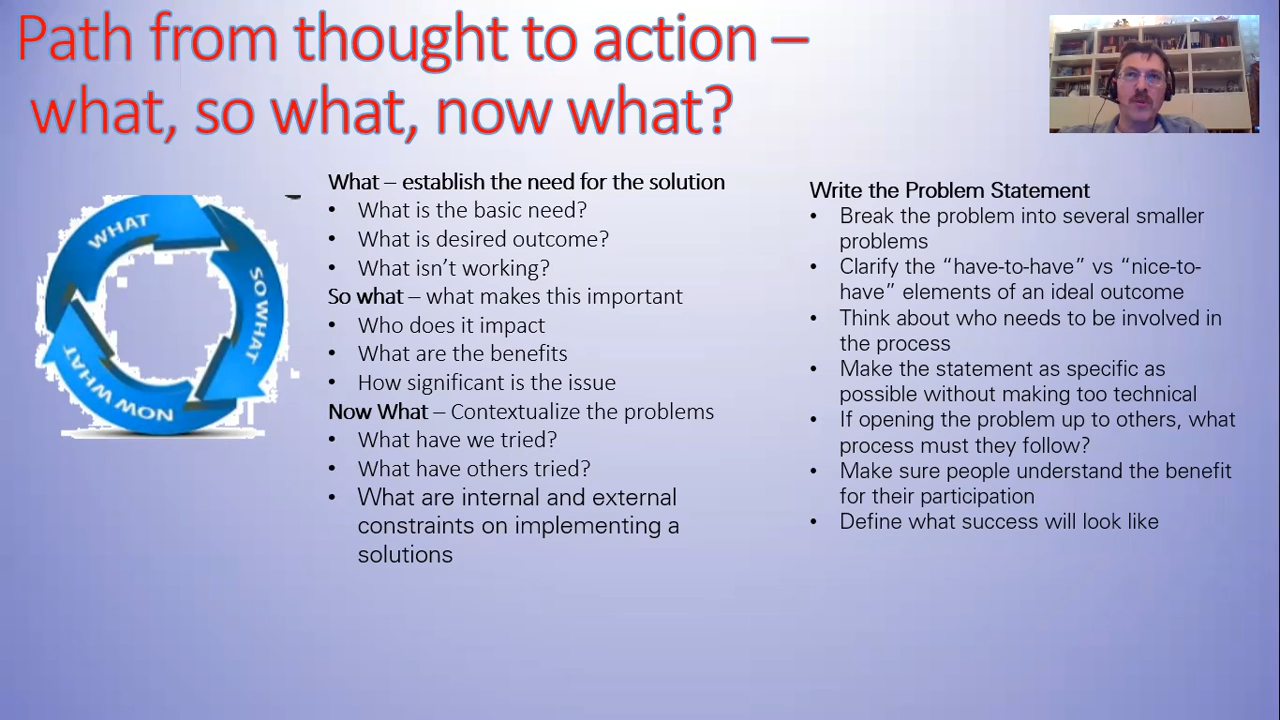 Path from thought to action –
what, so what, now what?
WHAT
SO WHAT
NOW WHAT
What – establish the need for the solution
• What is the basic need?
• What is desired outcome?
• What isn’t working?
So what – what makes this important
• Who does it impact
• What are the benefits
• How significant is the issue
Now What – Contextualize the problems
• What have we tried?
• What have others tried?
• What are internal and external
constraints on implementing a
solutions
Write the Problem Statement
• Break the problem into several smaller
problems
• Clarify the “have-to-have” vs “nice-to-
have” elements of an ideal outcome
• Think about who needs to be involved in
the process
• Make the statement as specific as
possible without making too technical
• If opening the problem up to others, what
process must they follow?
• Make sure people understand the benefit
for their participation
• Define what success will look like